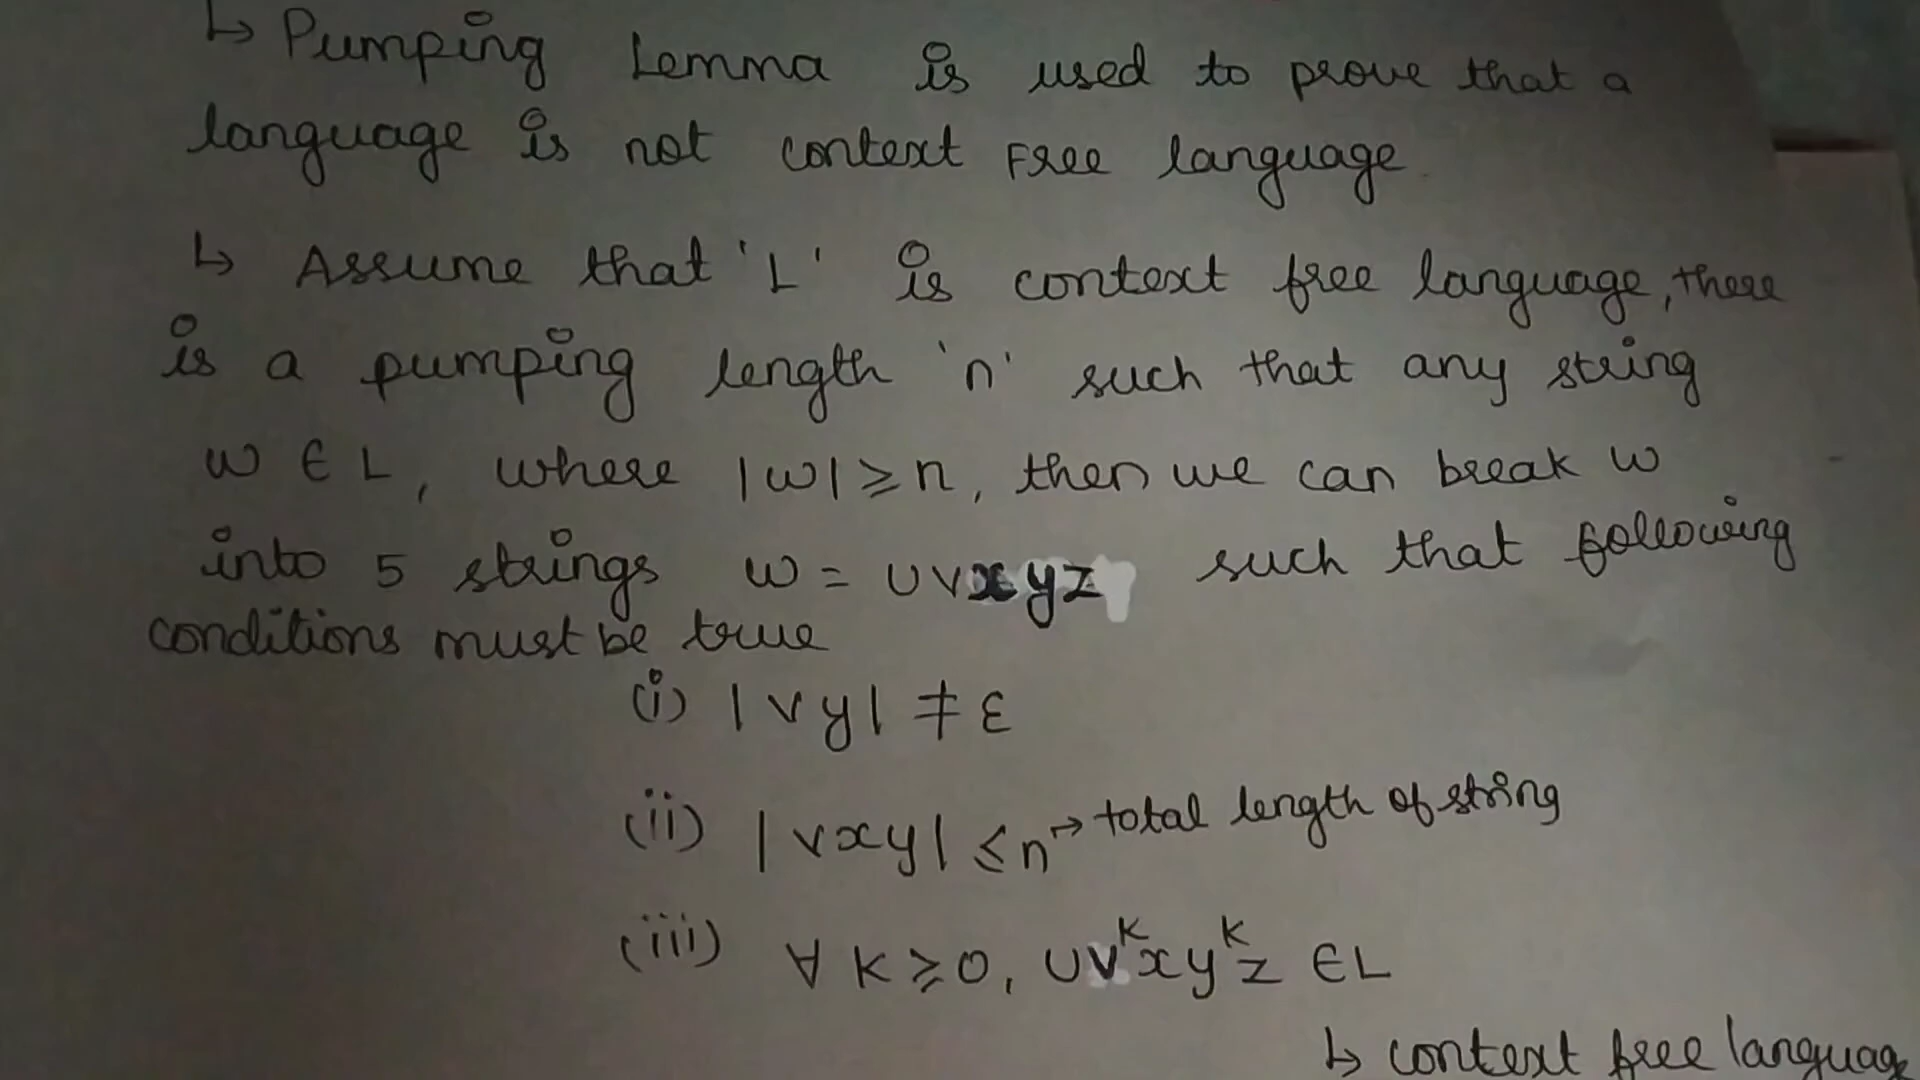 ↳ Pumping Lemma is used to prove that a
language is not context Free language
↳ Assume that 'L' is context free language, there
is a pumping length 'n' such that any string
w ∈ L, where |w| ≥ n, then we can break w
into 5 strings w = uvxyz such that following
conditions must be true
(i) |vy| ≠ ε
(ii) |vxy| ≤ n → total length of string
(iii) ∀ K ≥ 0, uv^K xy^K z ∈ L
↳ context free languag